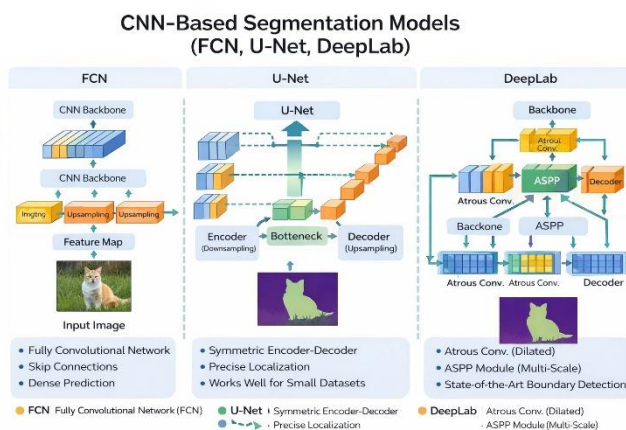 CNN-Based Segmentation Models
(FCN, U-Net, DeepLab)
FCN
CNN Backbone
CNN Backbone
Imgtng
Upsampling
Upsampling
Feature Map
Input Image
• Fully Convolutional Network
• Skip Connections
• Dense Prediction
U-Net
U-Net
Encoder
(Downsampling)
Botteneck
Decoder
(Upsampling)
• Symmetric Encoder-Decoder
• Precise Localization
• Works Well for Small Datasets
DeepLab
Backbone
Atrous
Conv.
ASPP
Decoder
Atrous Conv.
Backcone
ASPP
Atrous Conv.
Atrous Conv.
Decoder
• Atrous Conv. (Dilated)
• ASPP Module (Multi-Scale)
• State-of-the-Art Boundary Detection
FCN Fully Convolutional Network (FCN)
U-Net Symmetric Encoder-Decoder
Precise Localization
DeepLab Atrous Conv. (Dilated)
· ASPP Module (Multi-Scale)